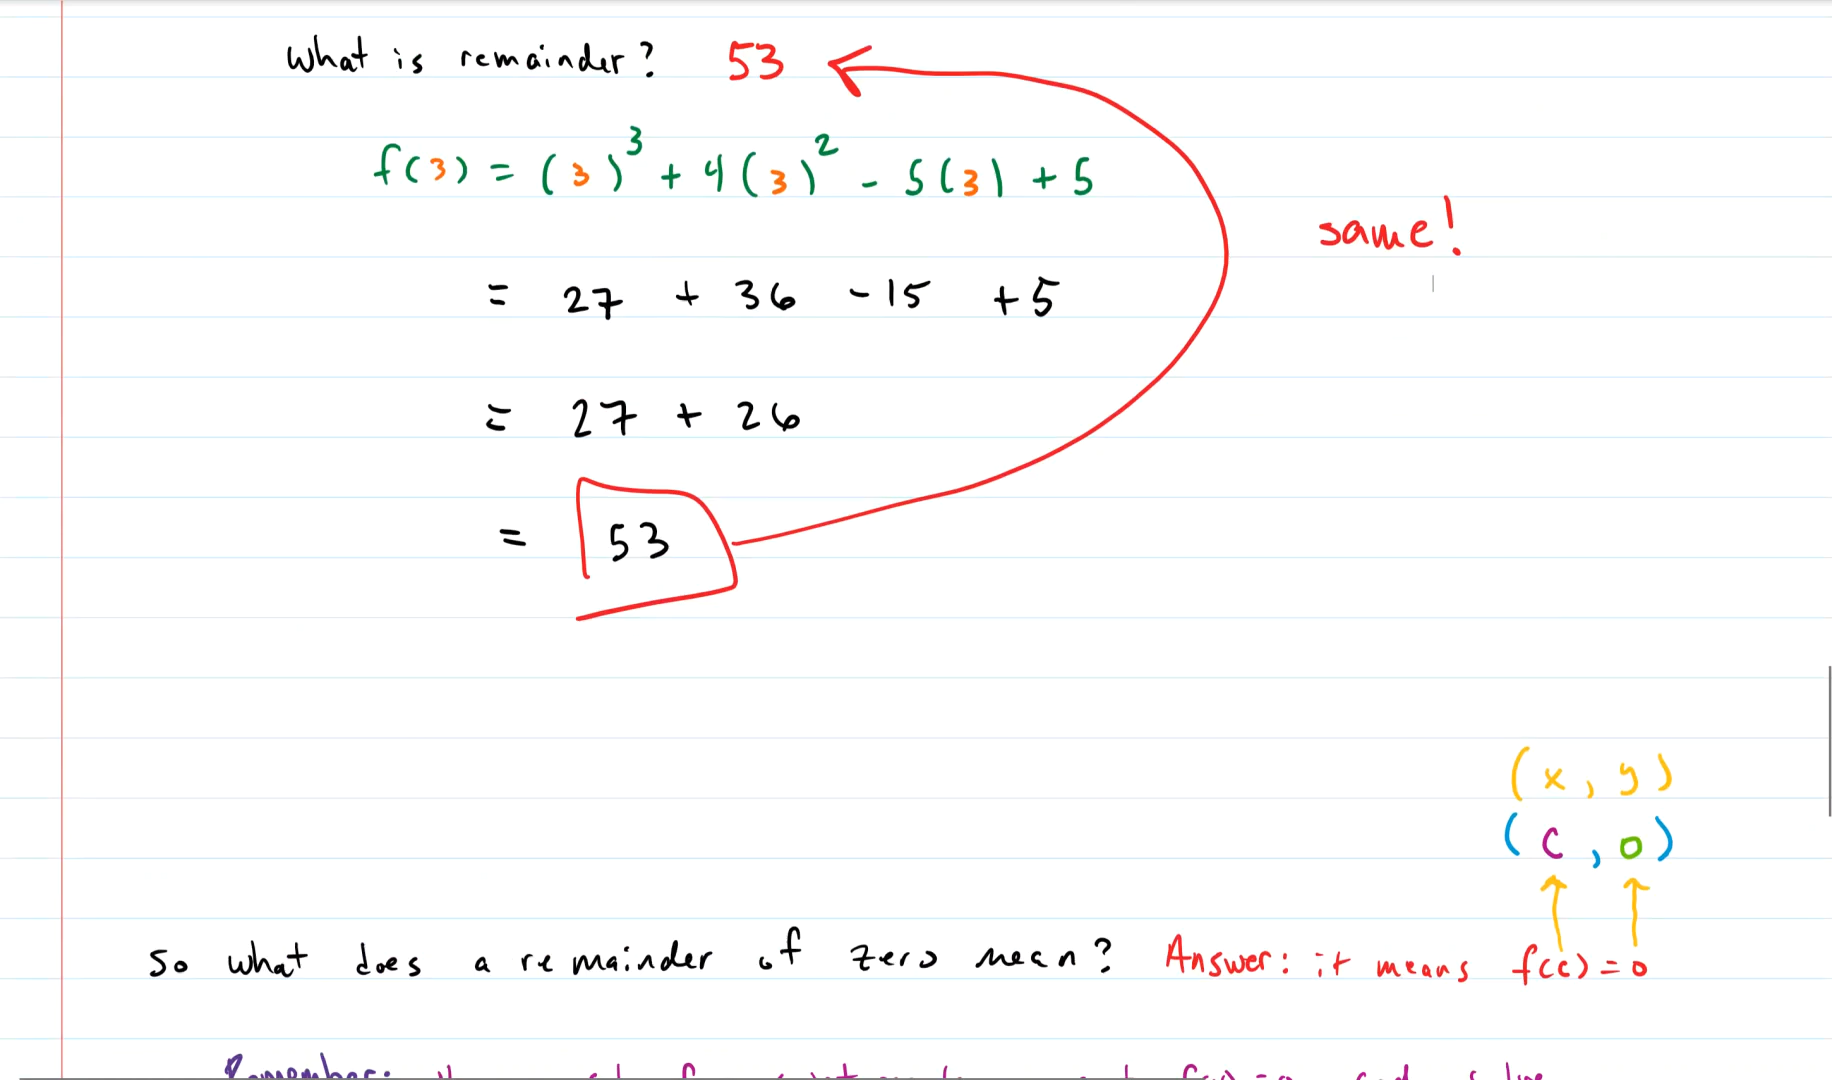 What is remainder? 53
f(3) = (3)³ + 4(3)² - 5(3) + 5
same!
= 27 + 36 -15 +5
= 27 + 26
= 53
(x, y)
(c, 0)
So what does a remainder of zero mean? Answer: it means f(c)=0
Remember: